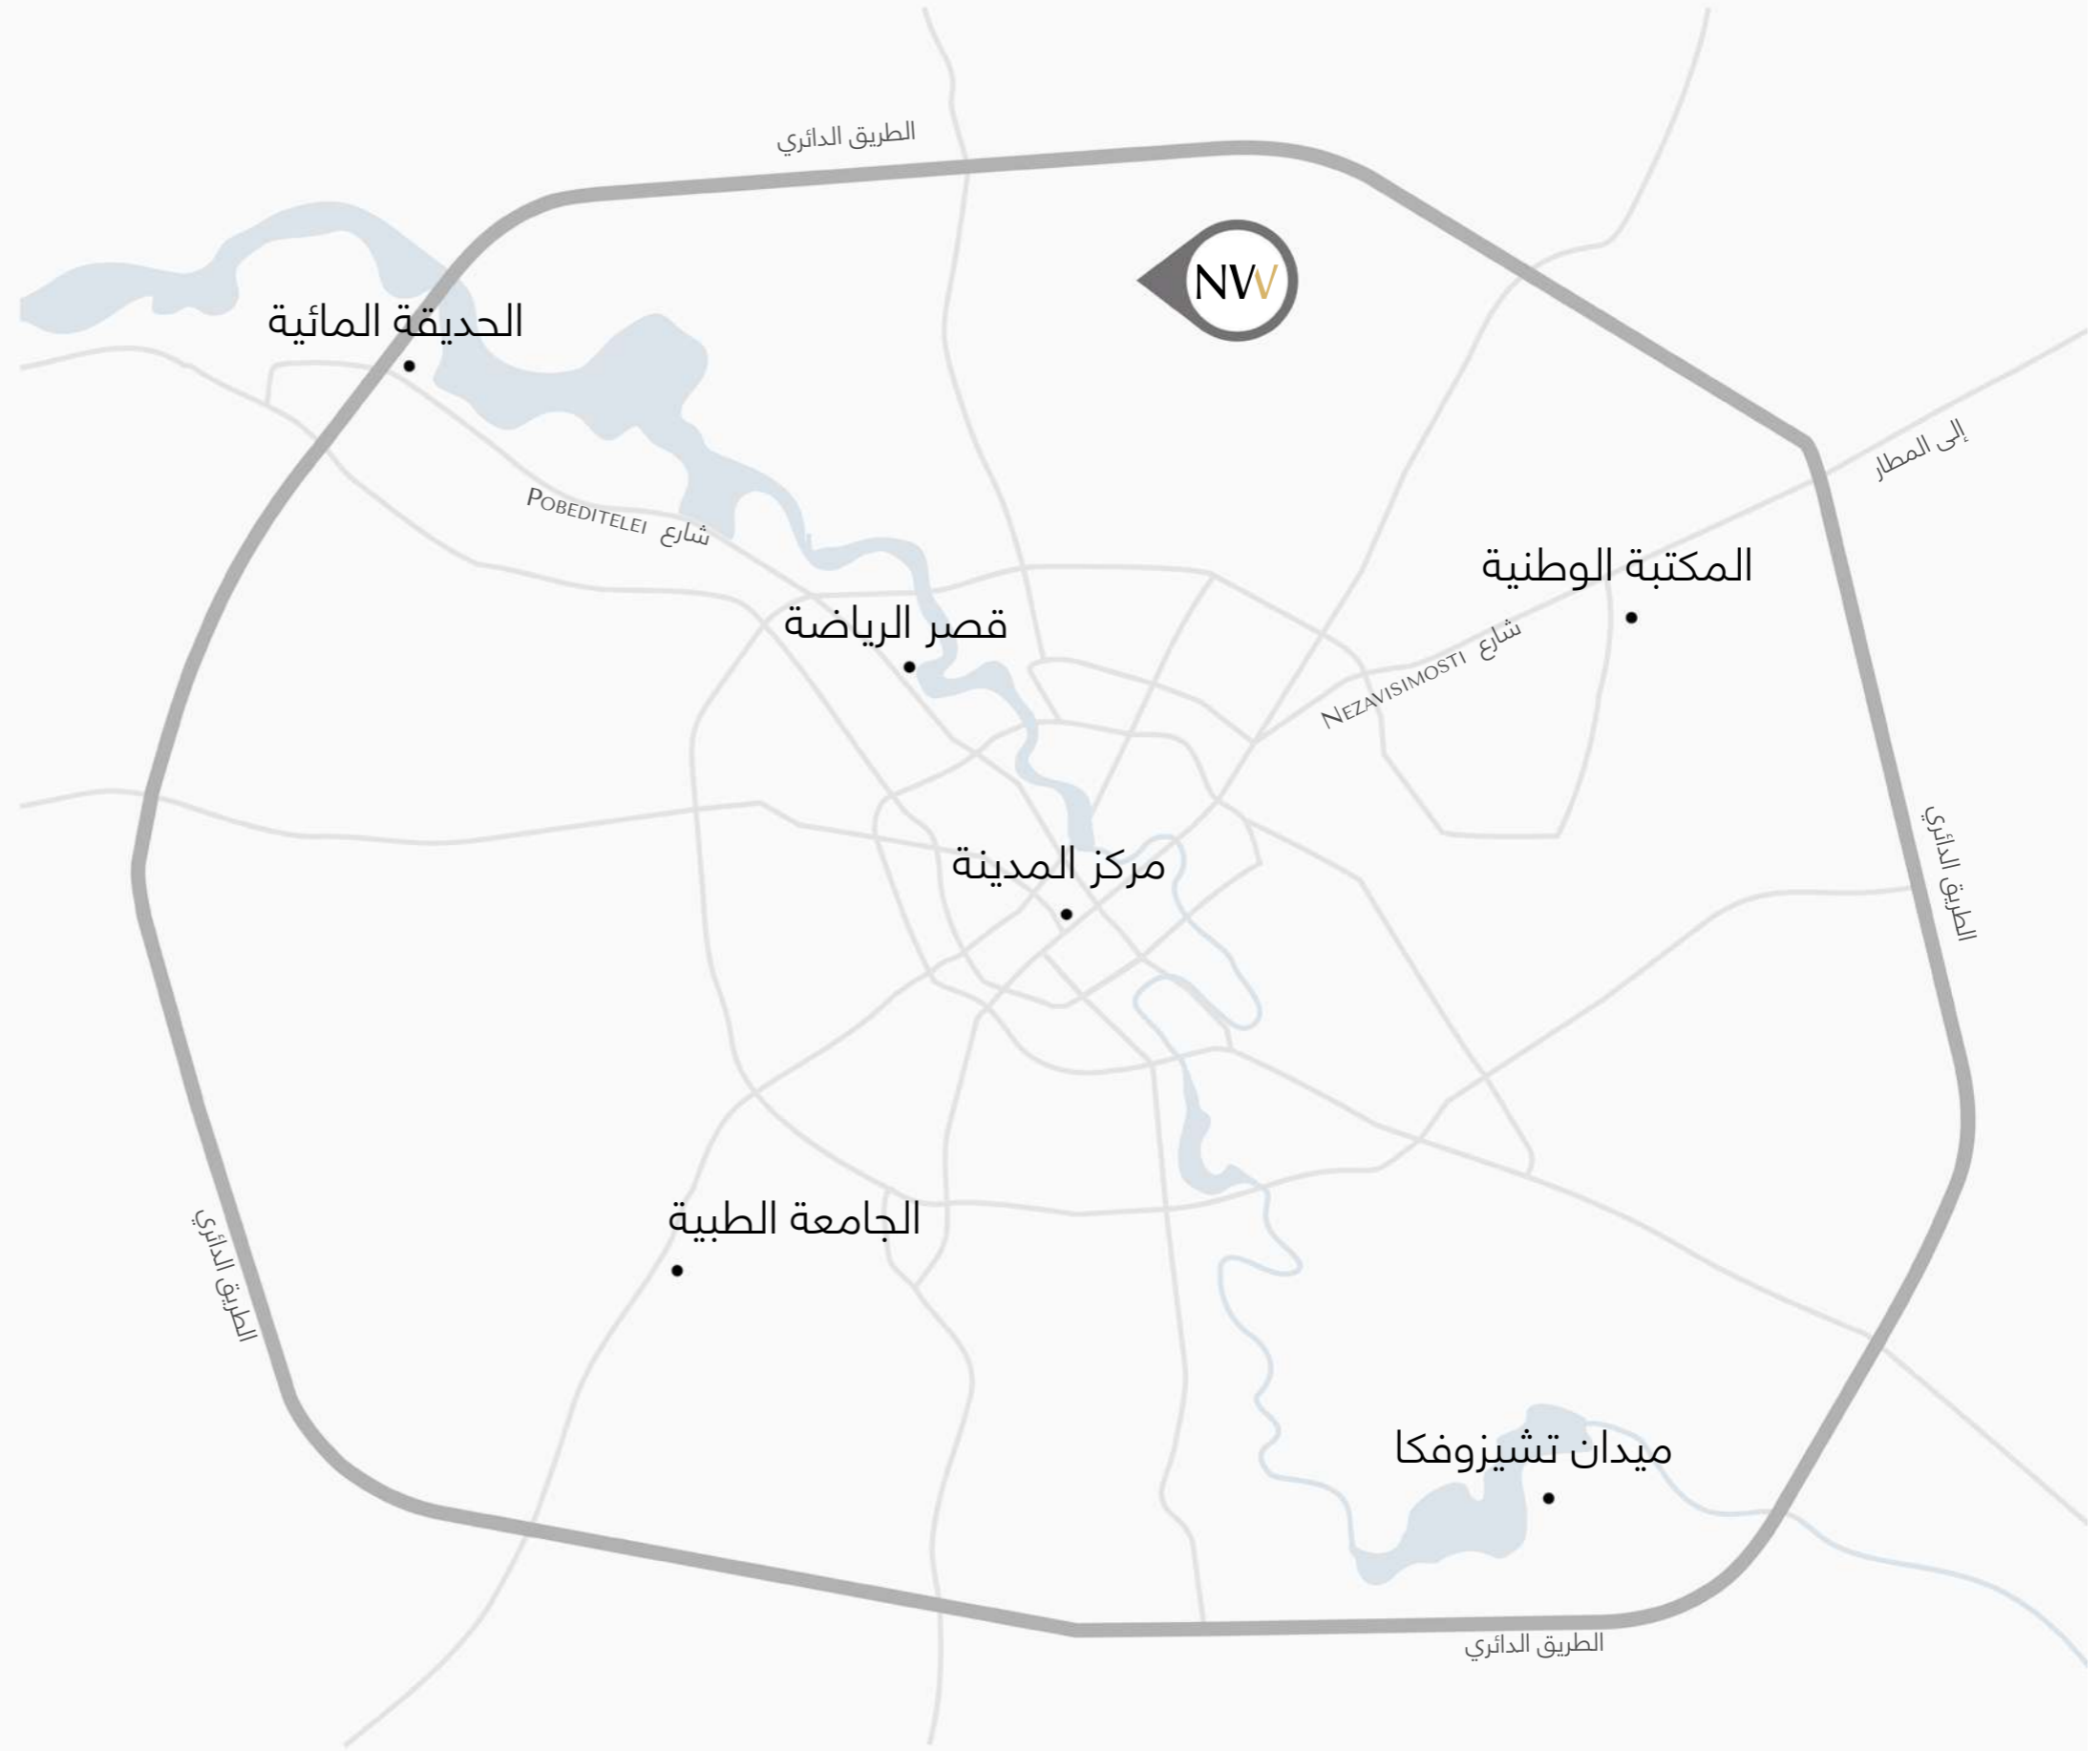 الطريق الدائري
NW
الحديقة المائية
إلى المطار
شارع POBEDITELEI
المكتبة الوطنية
قصر الرياضة
شارع NEZAVISIMOSTI
مركز المدينة
الطريق الدائري
الجامعة الطبية
الطريق الدائري
ميدان تشيزوفكا
الطريق الدائري